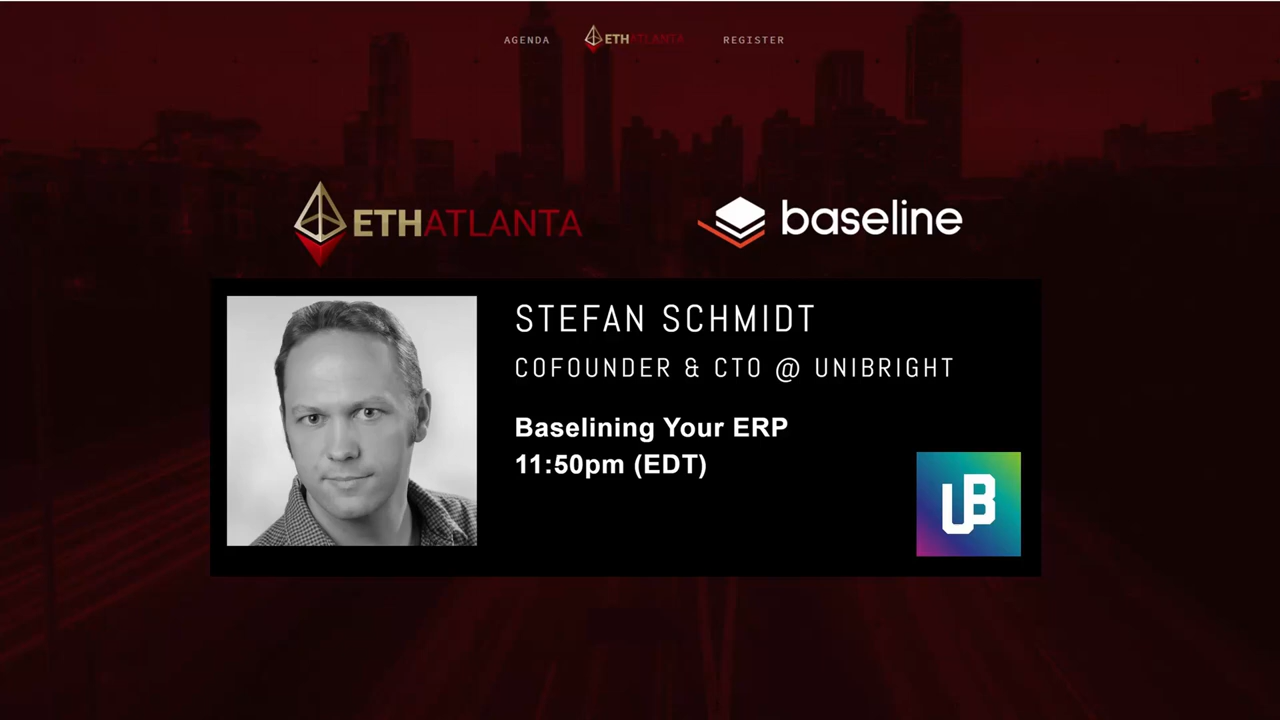 AGENDA
ETHATLANTA
REGISTER
ETHATLANTA
baseline
STEFAN SCHMIDT
COFOUNDER & CTO @ UNIBRIGHT
Baselining Your ERP
11:50pm (EDT)
UB